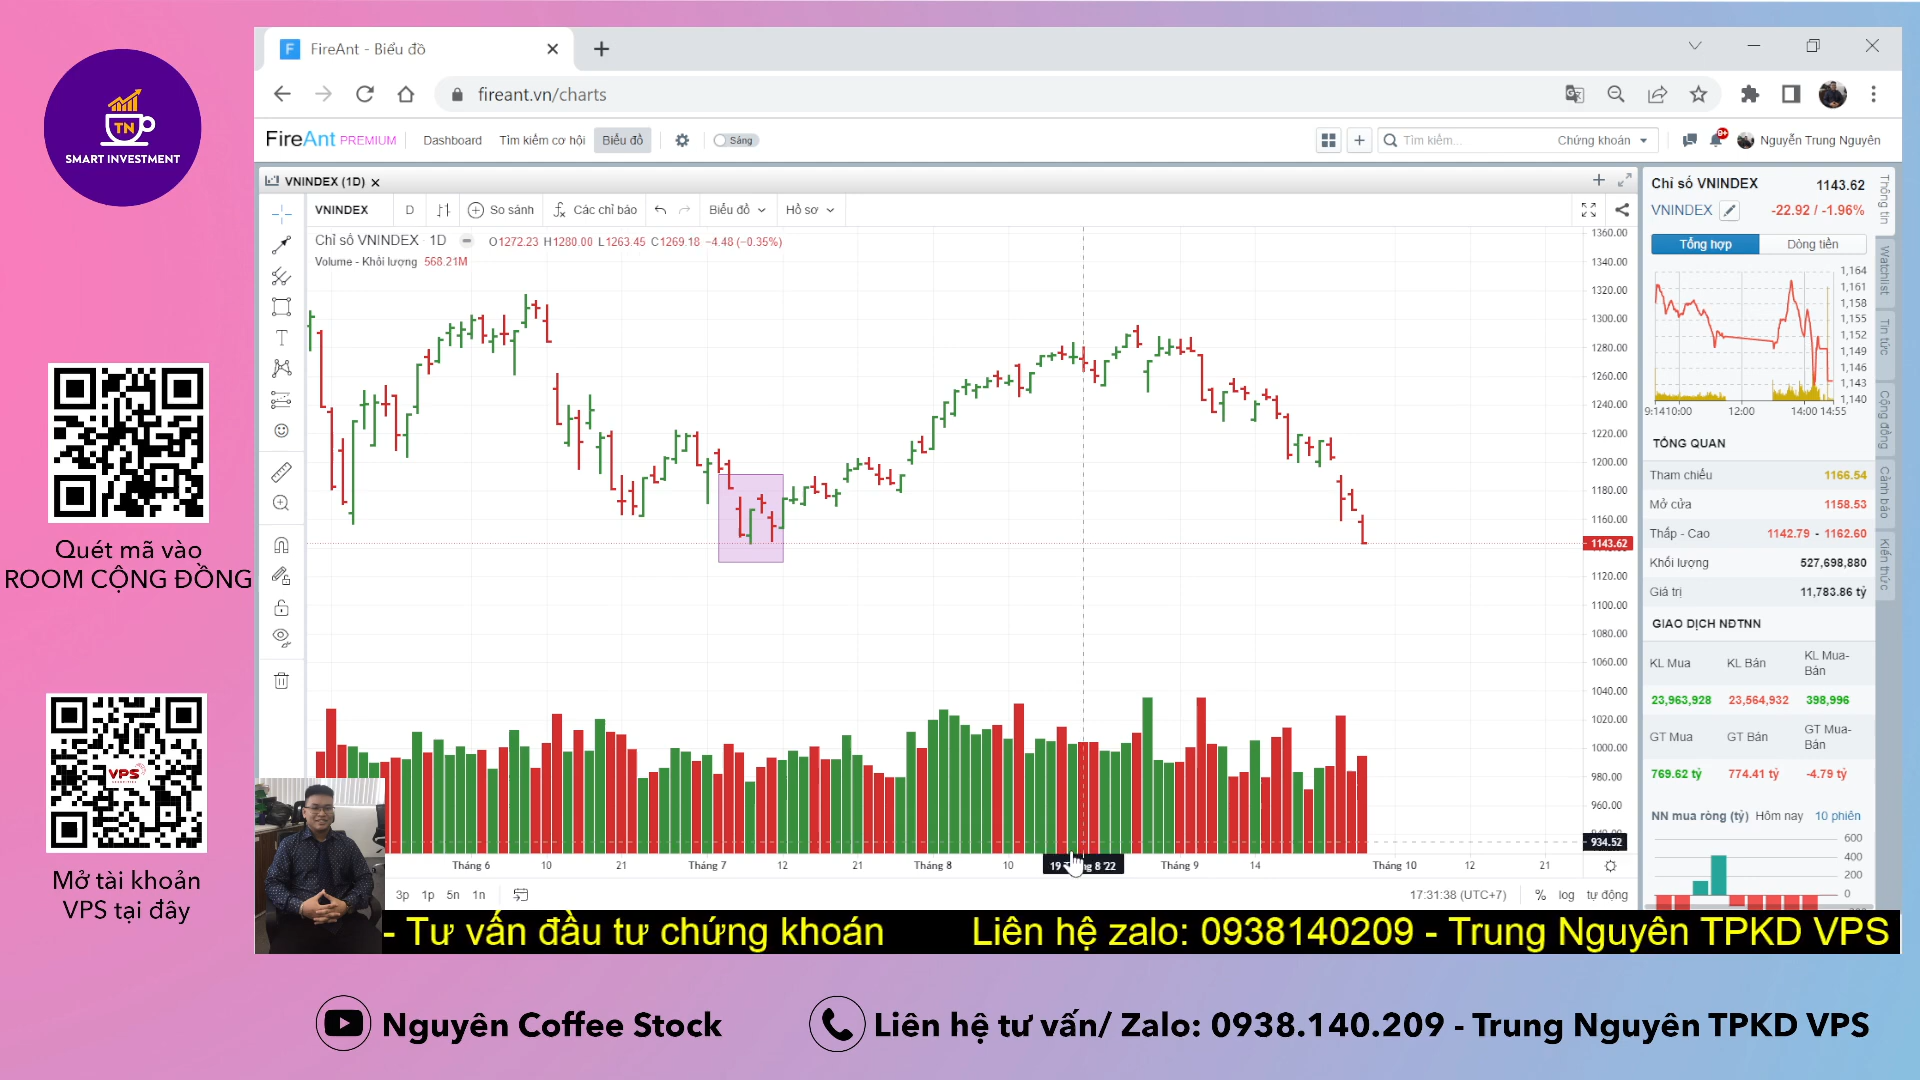 FireAnt - Biểu đồ
fireant.vn/charts
TN
SMART INVESTMENT
FireAnt PREMIUM
Dashboard
Tìm kiếm cơ hội
Biểu đồ
Sáng
Tìm kiếm...
Chứng khoán
9+
Nguyễn Trung Nguyên
VNINDEX (1D)
VNINDEX
D
So sánh
Các chỉ báo
Biểu đồ
Hồ sơ
Chỉ số VNINDEX 1D
O1272.23 H1280.00 L1263.45 C1269.18 −4.48 (−0.35%)
Volume - Khối lượng 568.21M
1360.00
1340.00
1320.00
1300.00
1280.00
1260.00
1240.00
1220.00
1200.00
1180.00
1160.00
1143.62
1120.00
1100.00
1080.00
1060.00
1040.00
1020.00
1000.00
980.00
960.00
934.52
Tháng 6
10
21
Tháng 7
12
21
Tháng 8
10
Tháng 9
14
Tháng 10
12
21
3p 1p 5n 1n
17:31:38 (UTC+7)
% log tự động
Chỉ số VNINDEX 1143.62
VNINDEX -22.92 / -1.96%
Tổng hợp Dòng tiền
1,164
1,161
1,158
1,155
1,152
1,149
1,146
1,143
1,140
9:14 10:00 12:00 14:00 14:55
TỔNG QUAN
Tham chiếu 1166.54
Mở cửa 1158.53
Thấp - Cao 1142.79 - 1162.60
Khối lượng 527,698,880
Giá trị 11,783.86 tỷ
GIAO DỊCH NĐTNN
KL Mua KL Bán KL Mua-Bán
23,963,928 23,564,932 398,996
GT Mua GT Bán GT Mua-Bán
769.62 tỷ 774.41 tỷ -4.79 tỷ
NN mua ròng (tỷ) Hôm nay 10 phiên
600
400
200
0
Thông tin
Watchlist
Tin tức
Cộng đồng
Cảnh báo
Kiến thức
Quét mã vào
ROOM CỘNG ĐỒNG
VPS
Mở tài khoản
VPS tại đây
- Tư vấn đầu tư chứng khoán Liên hệ zalo: 0938140209 - Trung Nguyên TPKD VPS
Nguyên Coffee Stock
Liên hệ tư vấn/ Zalo: 0938.140.209 - Trung Nguyên TPKD VPS